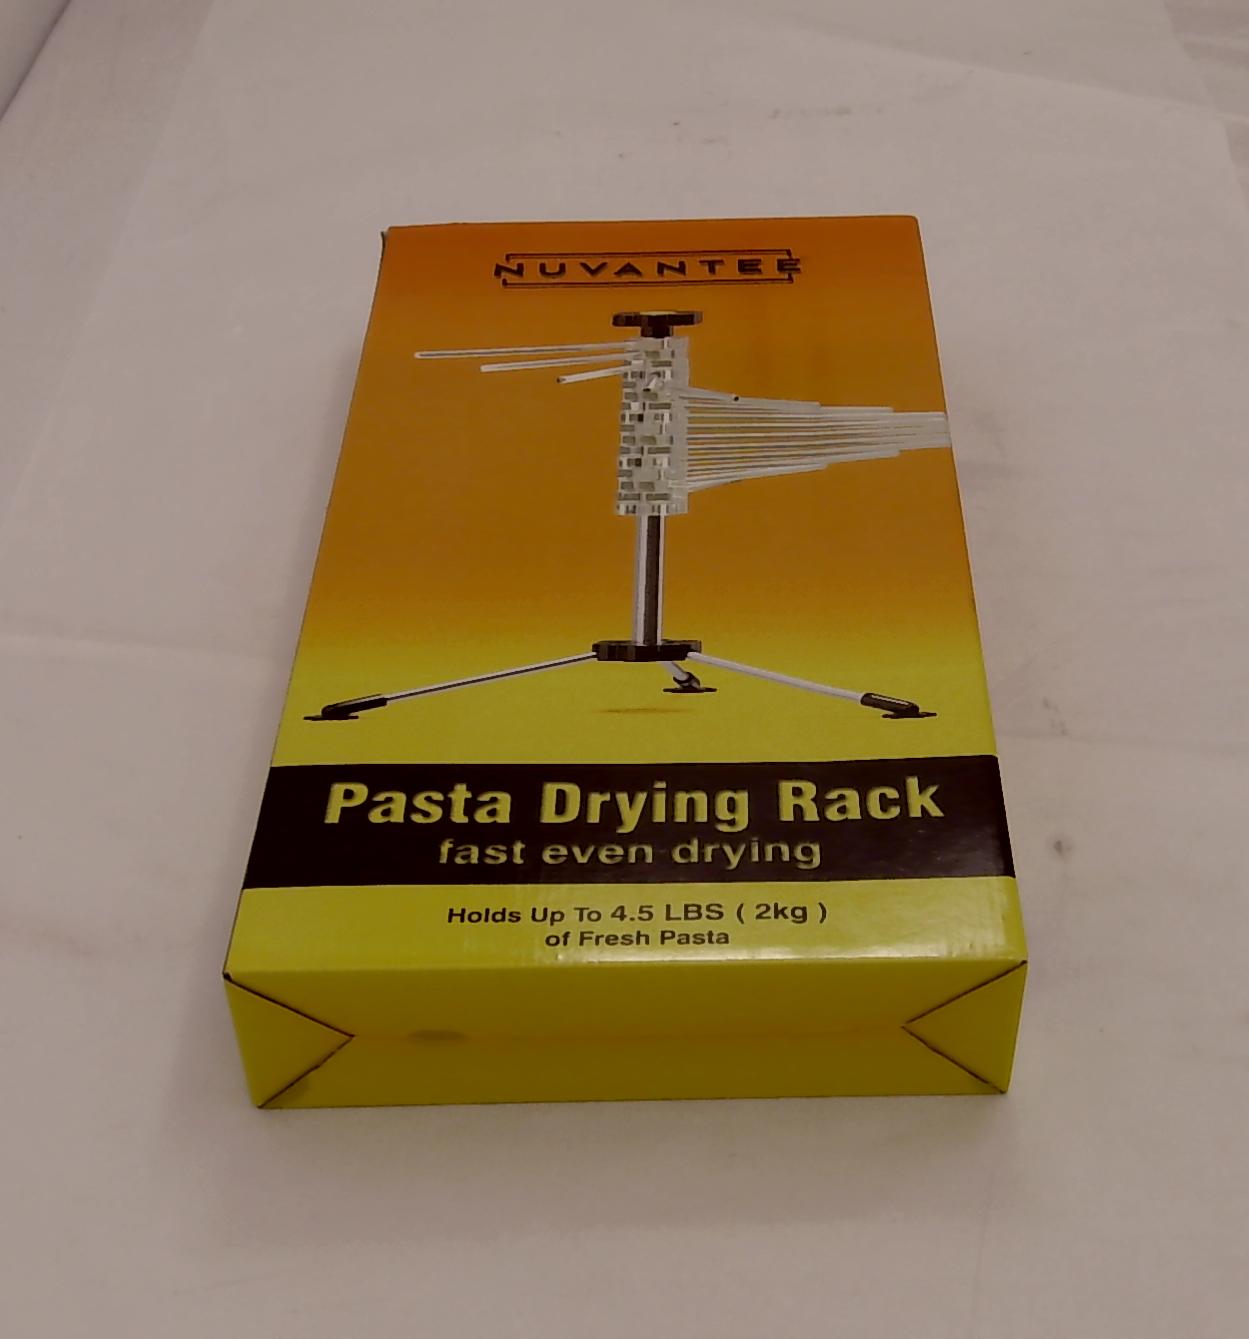 NUVANTEE
Pasta Drying Rack
fast even drying
Holds Up To 4.5 LBS ( 2kg )
of Fresh Pasta